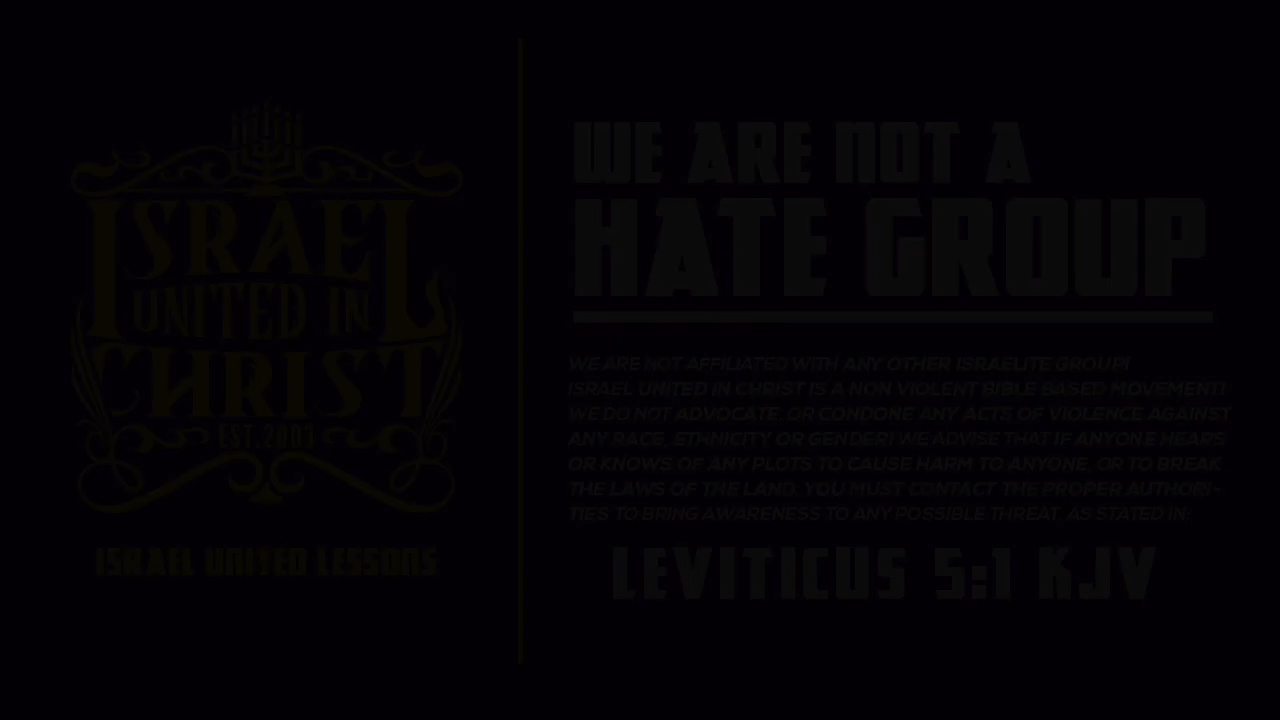 ISRAEL
UNITED IN
CHRIST
EST. 2003
ISRAEL UNITED LESSONS
WE ARE NOT A
HATE GROUP
WE ARE NOT AFFILIATED WITH ANY OTHER ISRAELITE GROUP!
ISRAEL UNITED IN CHRIST IS A NON VIOLENT BIBLE BASED MOVEMENT!
WE DO NOT ADVOCATE, OR CONDONE ANY ACTS OF VIOLENCE AGAINST
ANY RACE, ETHNICITY OR GENDER! WE ADVISE THAT IF ANYONE HEARS
OR KNOWS OF ANY PLOTS TO CAUSE HARM TO ANYONE, OR TO BREAK
THE LAWS OF THE LAND, YOU MUST CONTACT THE PROPER AUTHORI-
TIES TO BRING AWARENESS TO ANY POSSIBLE THREAT, AS STATED IN:
LEVITICUS 5:1 KJV